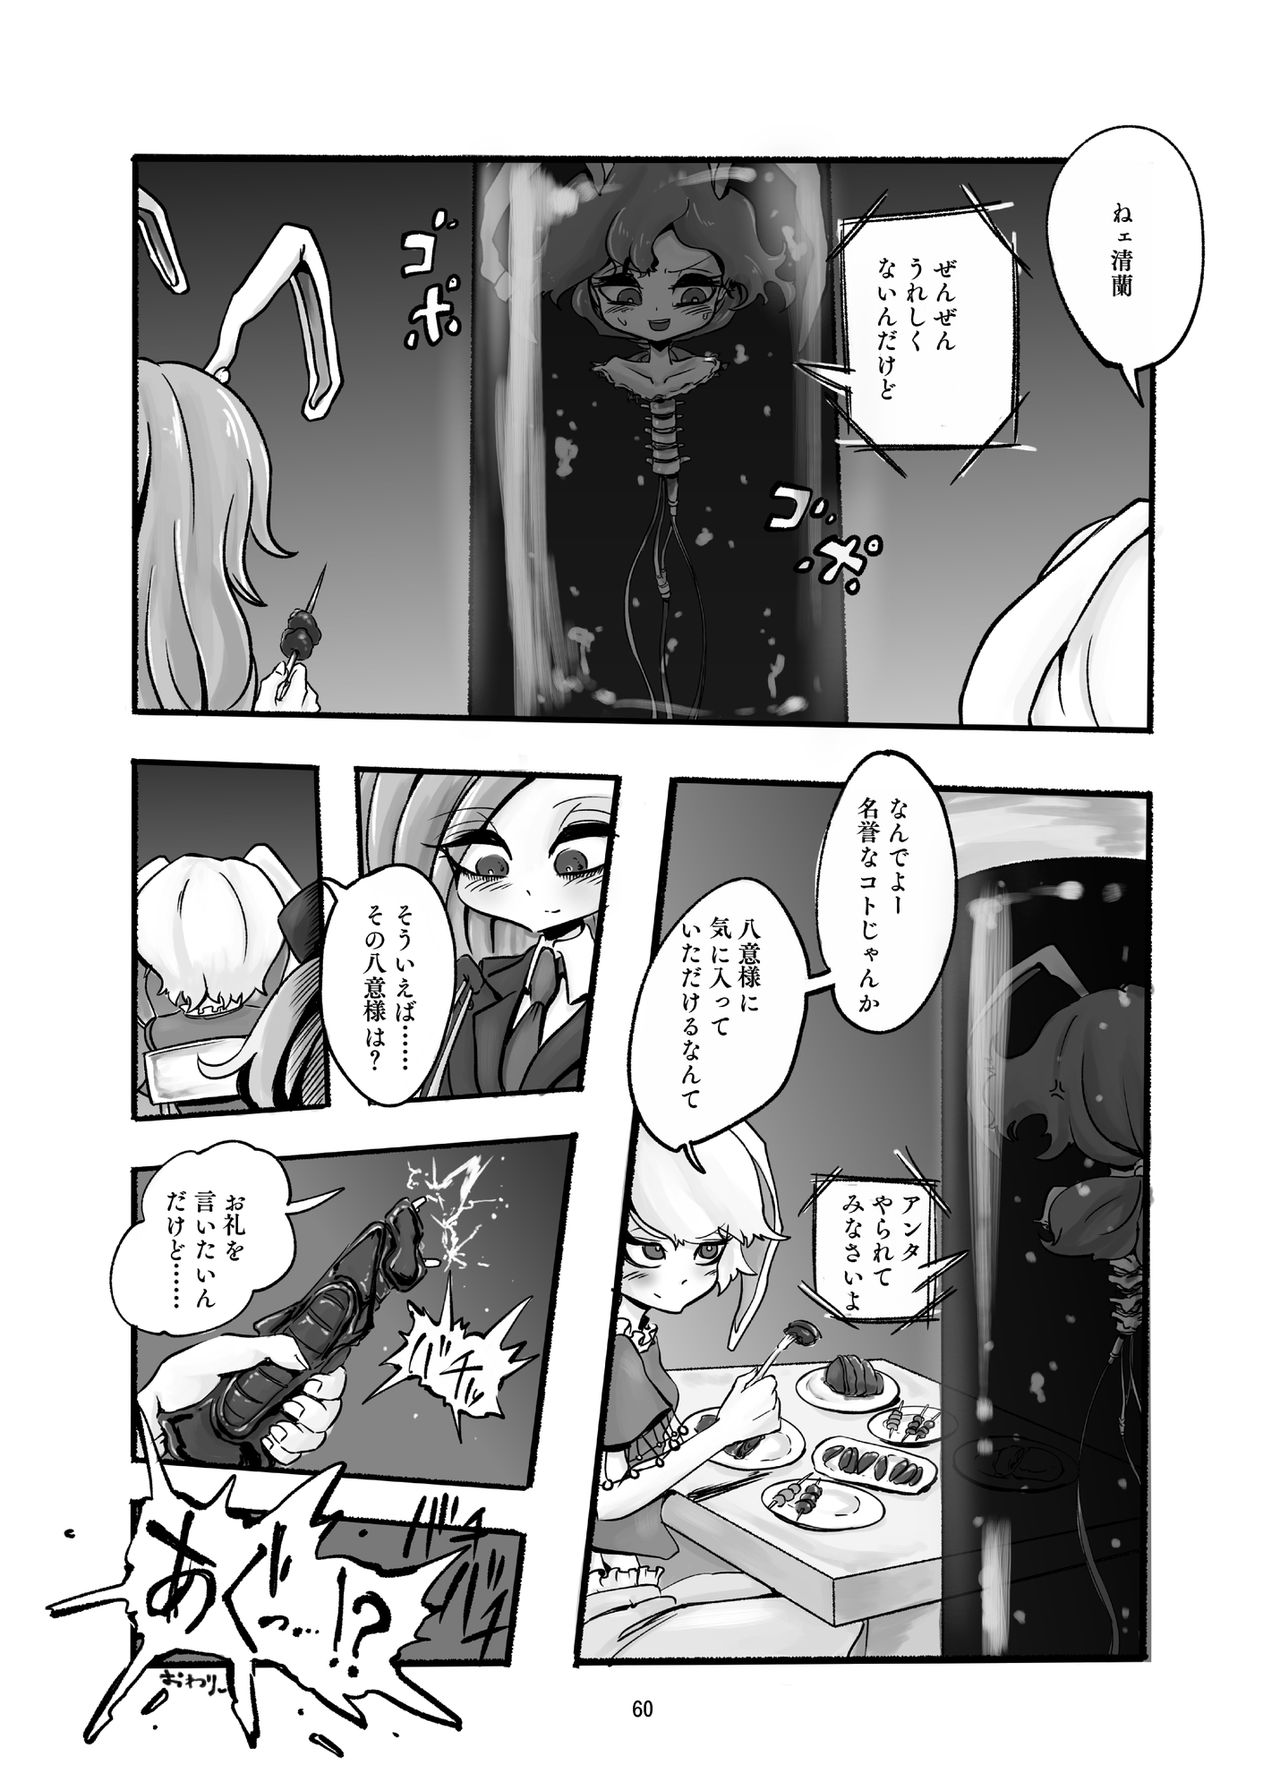 ねェ清蘭
ぜんぜん
うれしく
ないんだけど
ゴ
ポ
ゴ
ポ
なんでよー
名誉なコトじゃんか
八意様に
気に入って
いただけるなんて
アンタ
やられて
みなさいよ
そういえば……
その八意様は？
お礼を
言いたいん
だけど……
バチッ
バチ
バチ
あぐっ…！？
おわり
60